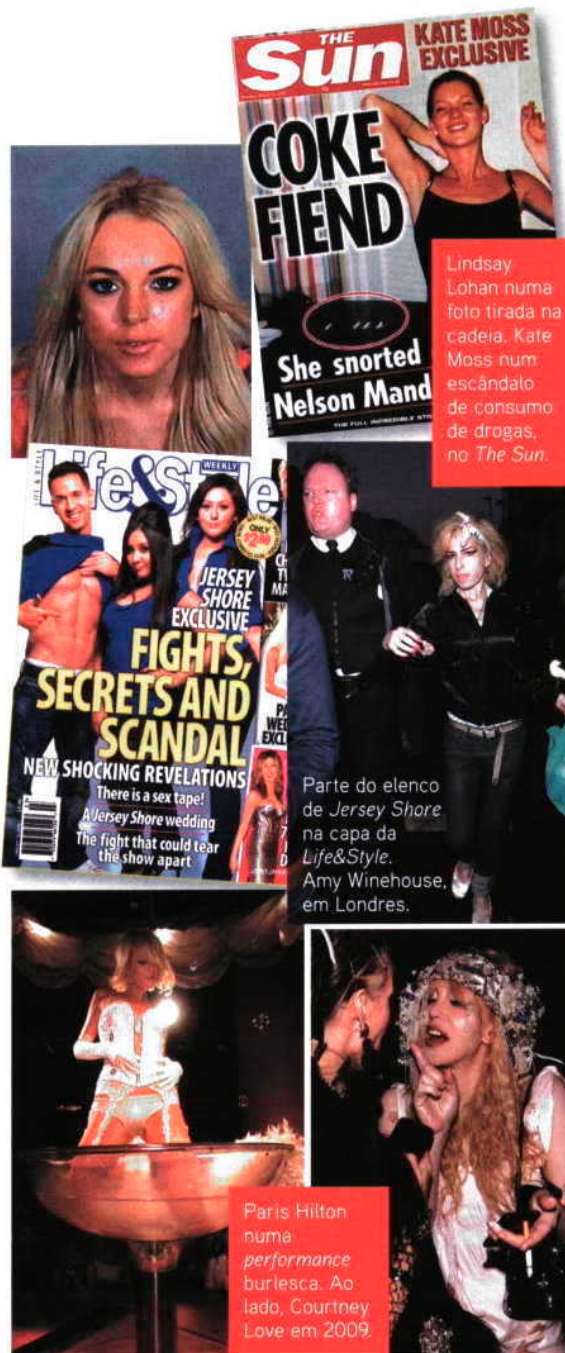 THE
Sun
KATE MOSS
EXCLUSIVE
COKE
FIEND
She snorted
Nelson Mand
Lindsay
Lohan numa
foto tirada na
cadeia. Kate
Moss num
escândalo
de consumo
de drogas,
no The Sun.
LIFE & STYLE
WEEKLY
Life&Style
ONLY
JERSEY
SHORE
EXCLUSIVE
FIGHTS,
SECRETS AND
SCANDAL
NEW SHOCKING REVELATIONS
There is a sex tape!
A Jersey Shore wedding
The fight that could tear
the show apart
Parte do elenco
de Jersey Shore
na capa da
Life&Style.
Amy Winehouse,
em Londres.
Paris Hilton
numa
performance
burlesca. Ao
lado, Courtney
Love em 2009.